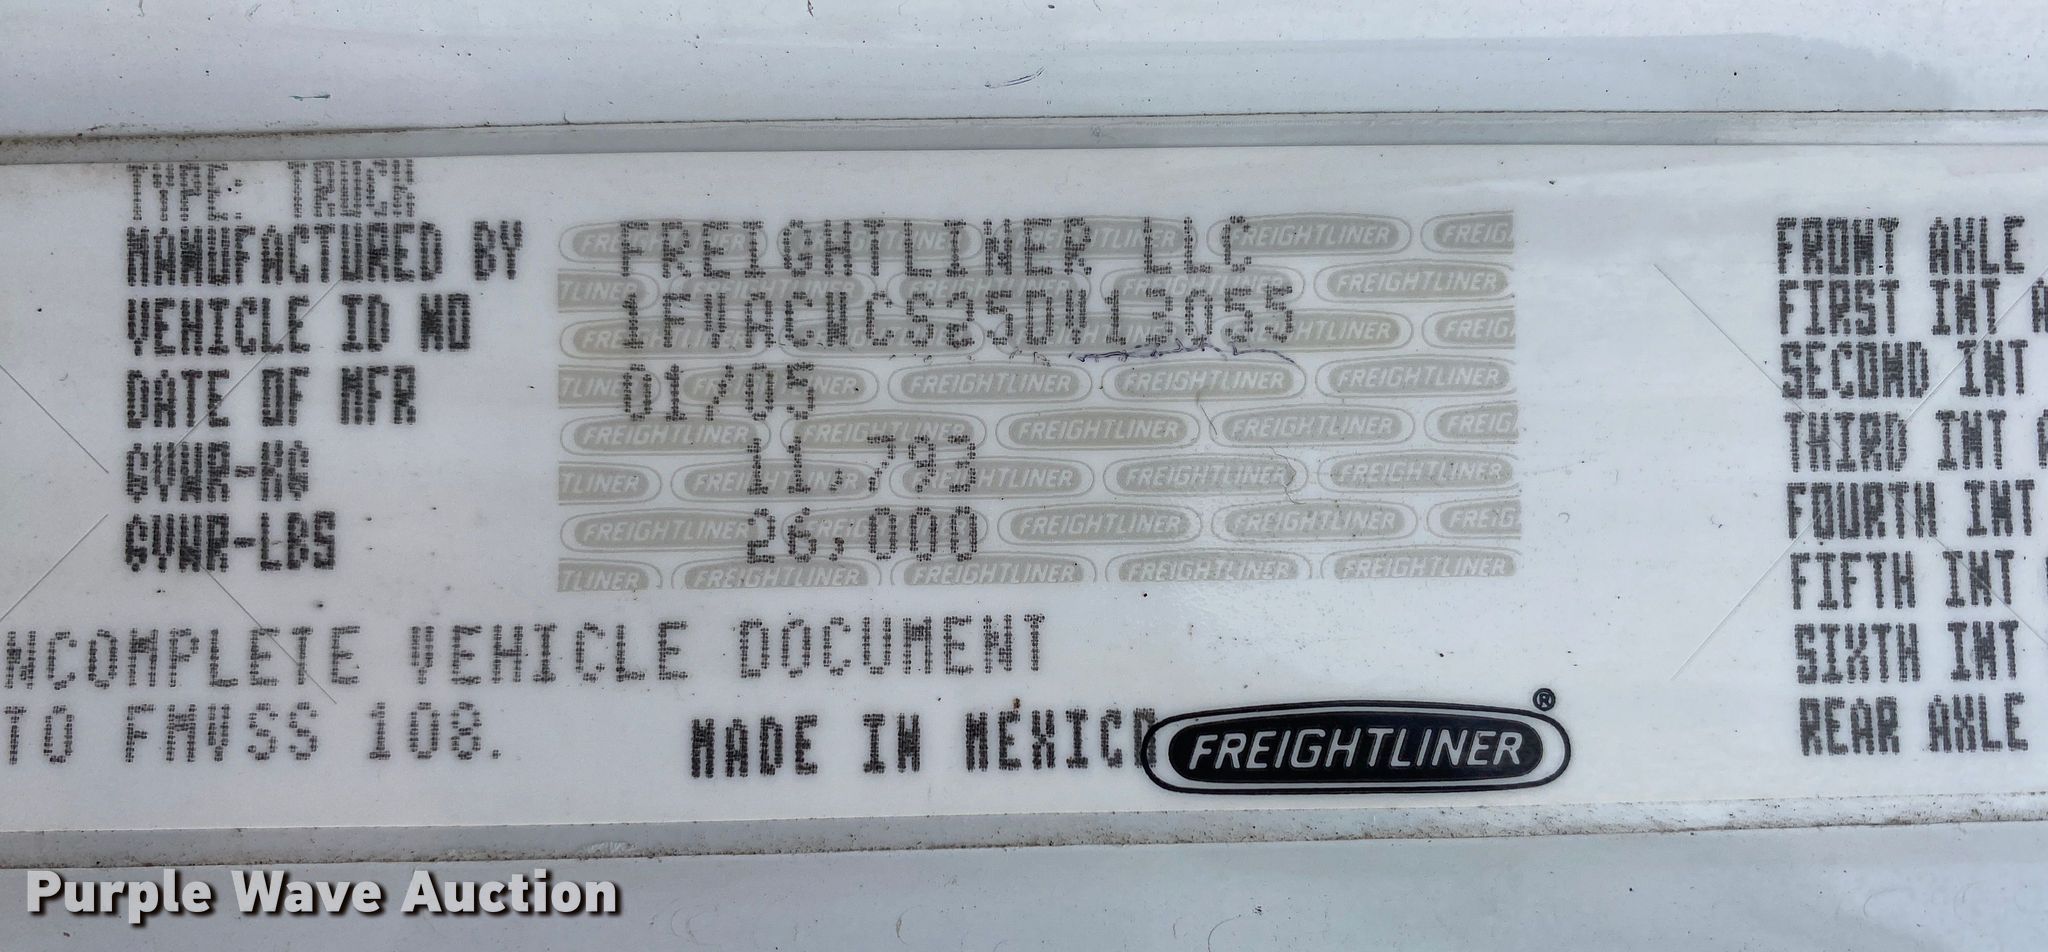 TYPE: TRUCK
MANUFACTURED BY FREIGHTLINER LLC
VEHICLE ID NO 1FVACWCS25DV13055
DATE OF MFR 01/05
GVWR-KG 11,793
GVWR-LBS 26,000
NCOMPLETE VEHICLE DOCUMENT
TO FMVSS 108.
MADE IN MEXICO
FREIGHTLINER ®
FRONT AXLE
FIRST INT A
SECOND INT
THIRD INT A
FOURTH INT
FIFTH INT
SIXTH INT
REAR AXLE
Purple Wave Auction